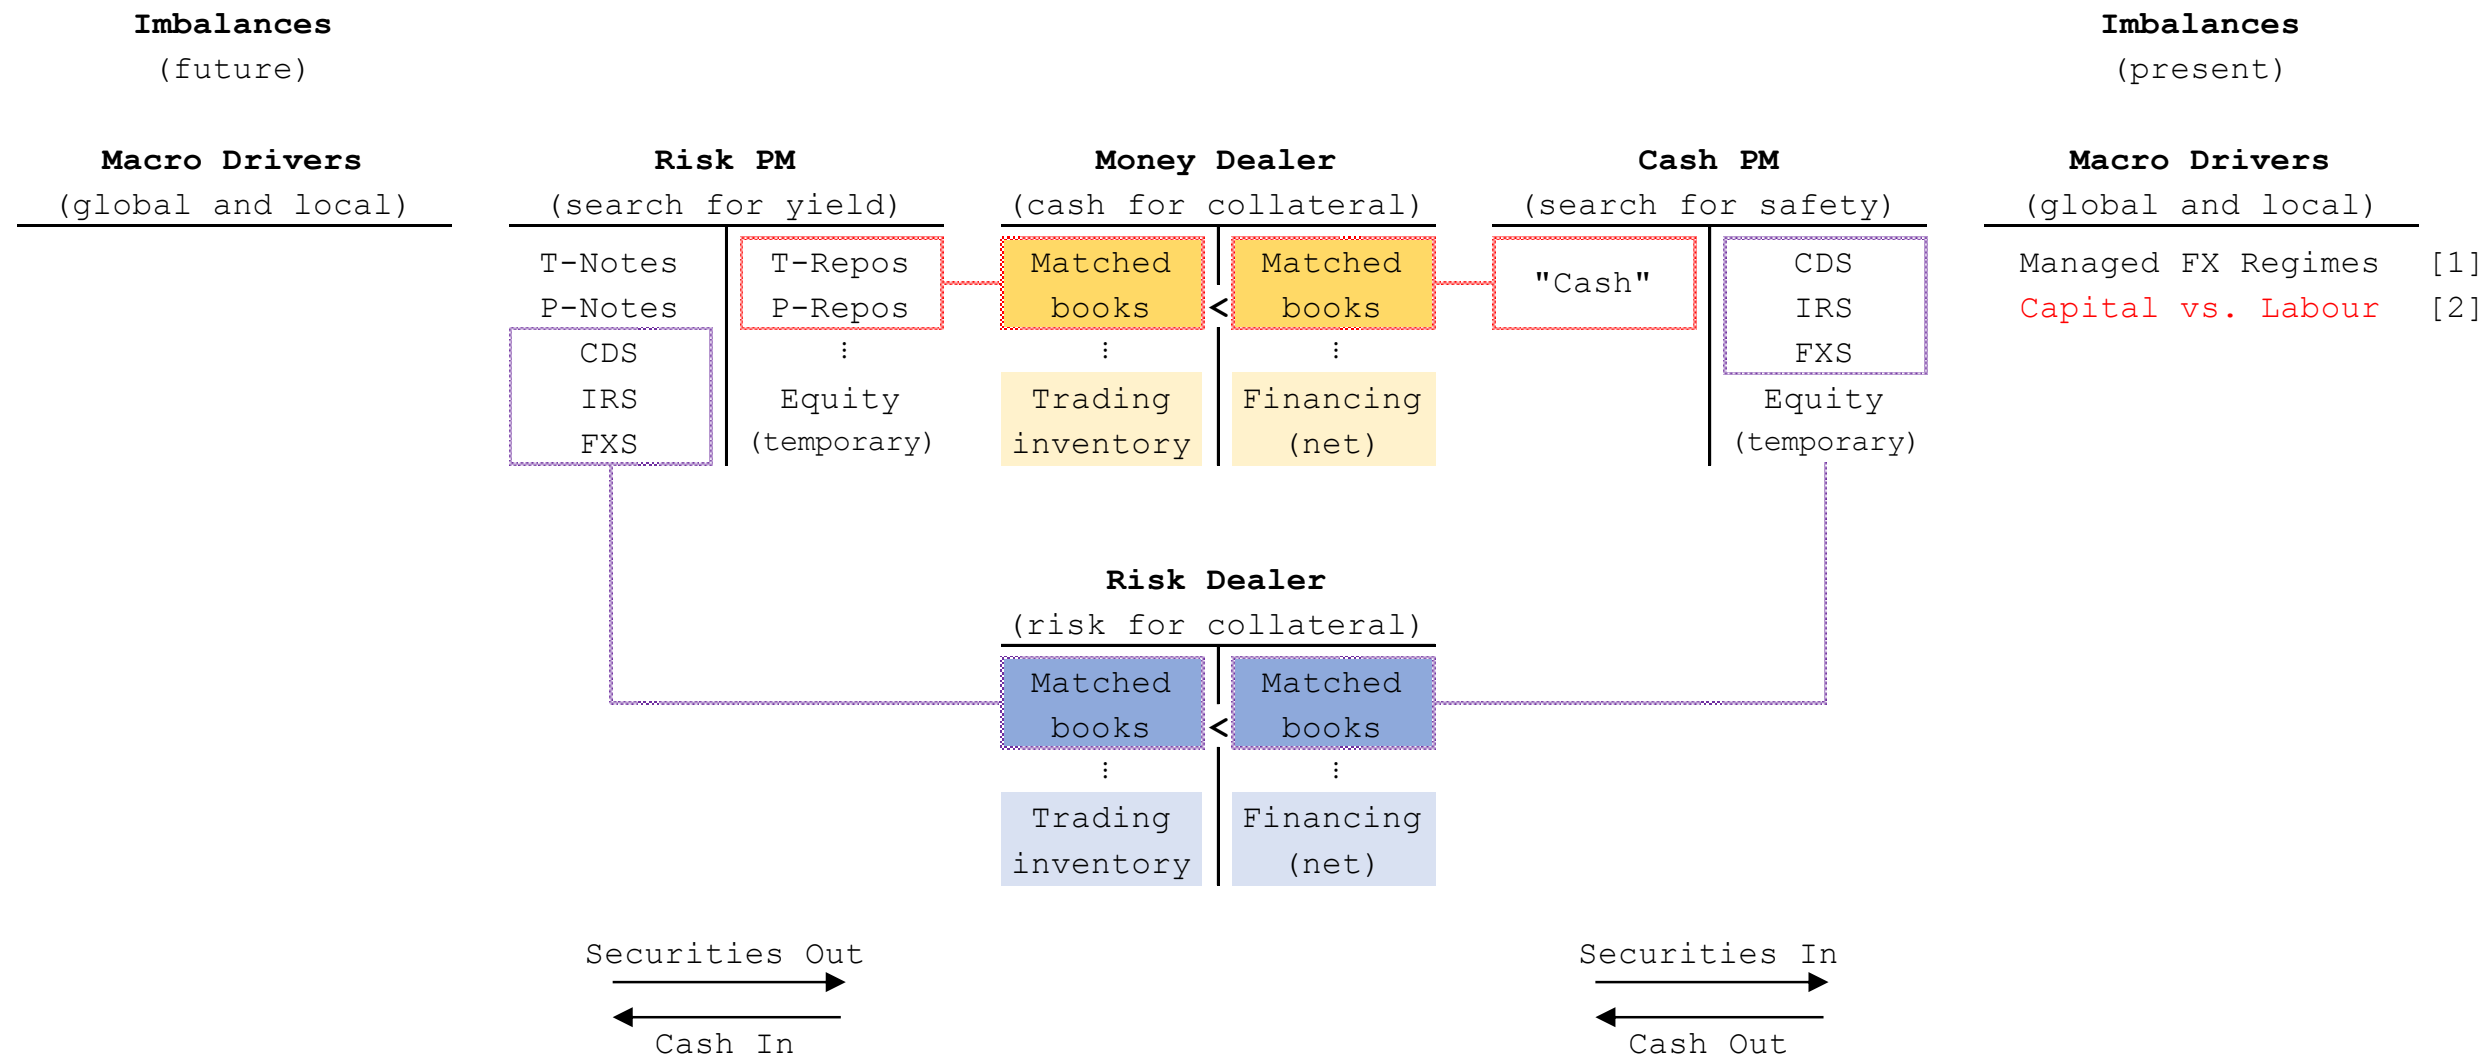 Imbalances
(future)
Imbalances
(present)
Macro Drivers
(global and local)
Risk PM
(search for yield)
T-Notes
P-Notes
CDS
IRS
FXS
T-Repos
P-Repos
⋮
Equity
(temporary)
Money Dealer
(cash for collateral)
Matched
books
⋮
Trading
inventory
<
Matched
books
⋮
Financing
(net)
Cash PM
(search for safety)
"Cash"
CDS
IRS
FXS
Equity
(temporary)
Macro Drivers
(global and local)
Managed FX Regimes [1]
Capital vs. Labour [2]
Risk Dealer
(risk for collateral)
Matched
books
⋮
Trading
inventory
<
Matched
books
⋮
Financing
(net)
Securities Out
Cash In
Securities In
Cash Out